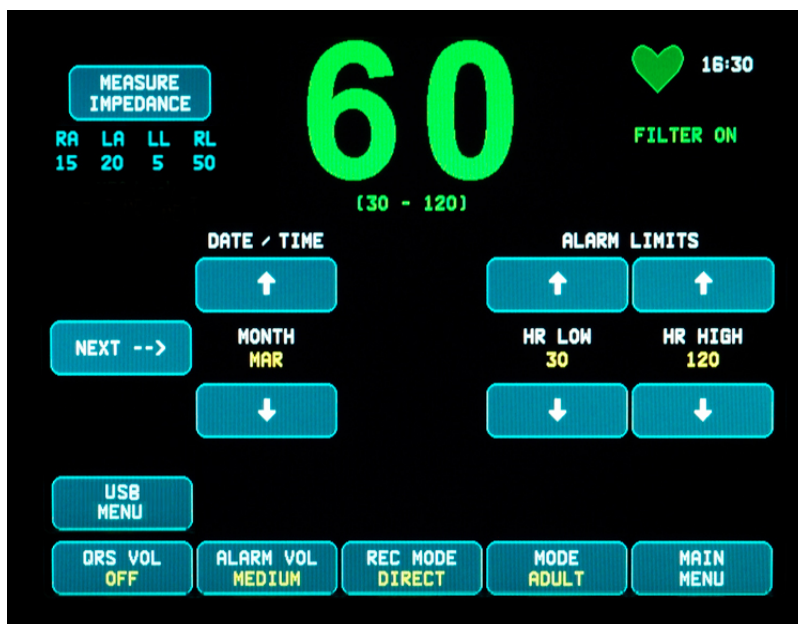 MEASURE
IMPEDANCE
60
16:30
FILTER ON
RA LA LL RL
15 20 5 50
(30 - 120)
DATE / TIME
ALARM LIMITS
NEXT -->
MONTH
MAR
HR LOW
30
HR HIGH
120
USB
MENU
QRS VOL
OFF
ALARM VOL
MEDIUM
REC MODE
DIRECT
MODE
ADULT
MAIN
MENU